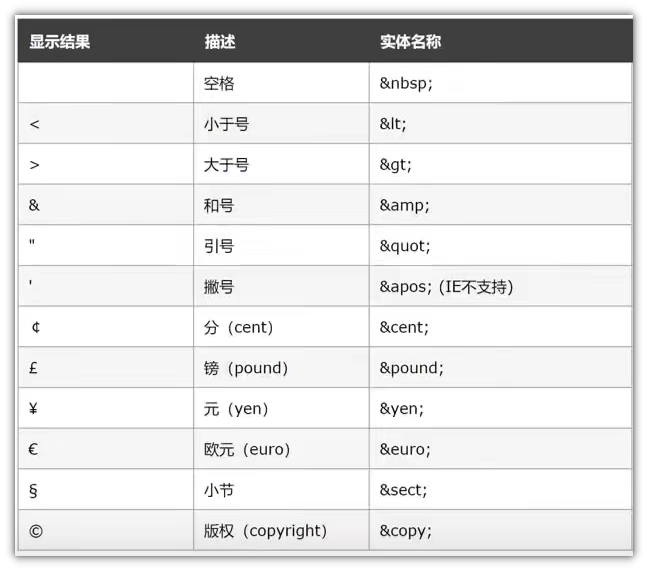 显示结果 描述 实体名称
空格 &nbsp;
< 小于号 &lt;
> 大于号 &gt;
& 和号 &amp;
" 引号 &quot;
' 撇号 &apos; (IE不支持)
¢ 分（cent） &cent;
£ 镑（pound） &pound;
¥ 元（yen） &yen;
€ 欧元（euro） &euro;
§ 小节 &sect;
© 版权（copyright） &copy;